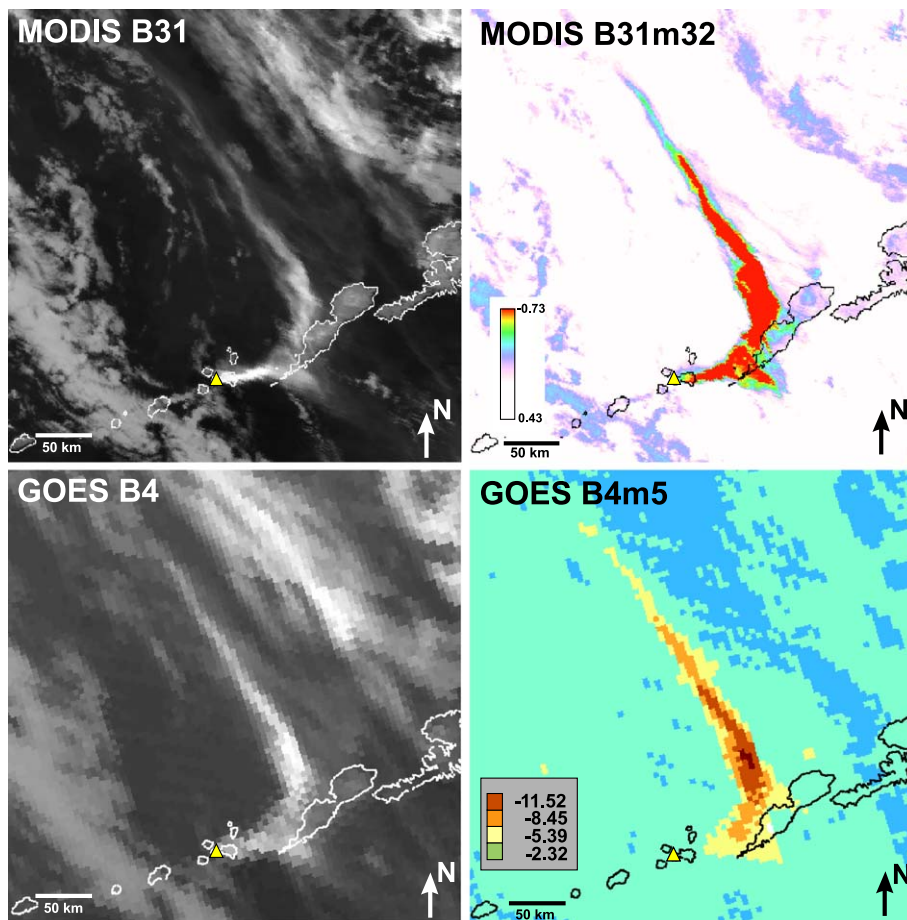 MODIS B31
N
50 km
MODIS B31m32
-0.73
0.43
N
50 km
GOES B4
N
50 km
GOES B4m5
-11.52
-8.45
-5.39
-2.32
N
50 km